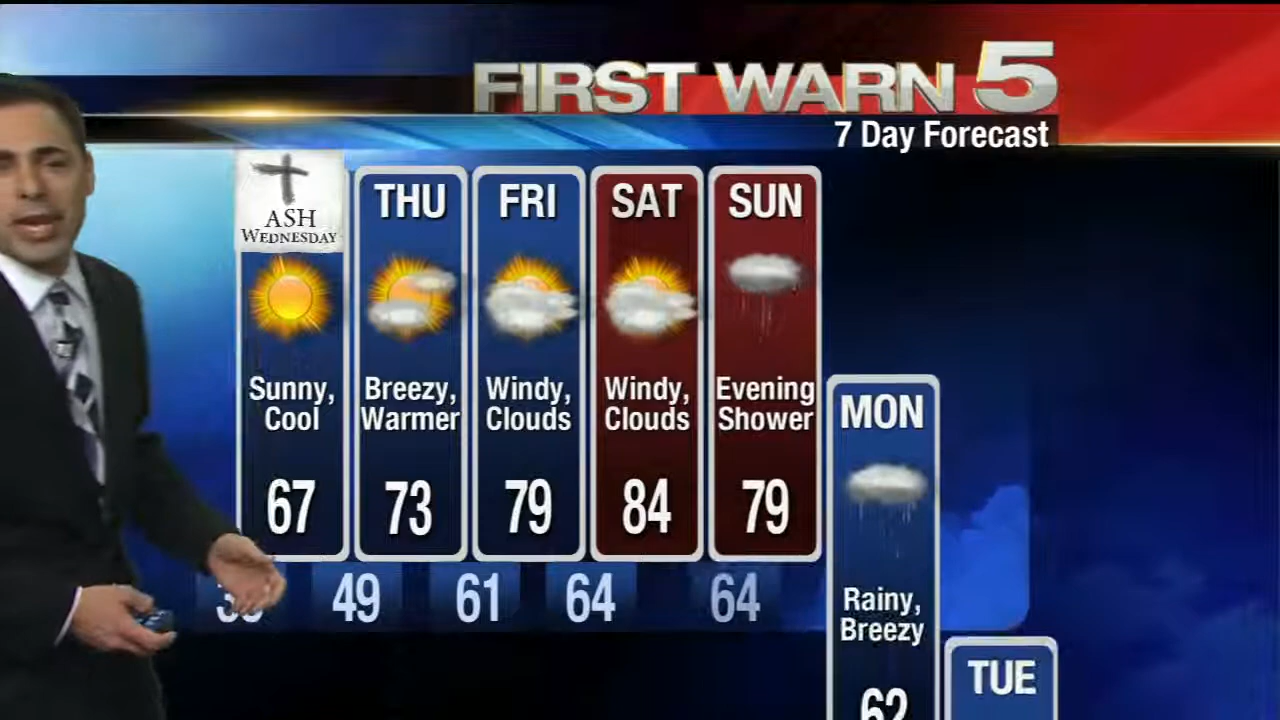 FIRST WARN 5
7 Day Forecast
ASH
WEDNESDAY
THU
FRI
SAT
SUN
Sunny,
Cool
Breezy,
Warmer
Windy,
Clouds
Windy,
Clouds
Evening
Shower
67
73
79
84
79
49
61
64
64
MON
Rainy,
Breezy
62
TUE